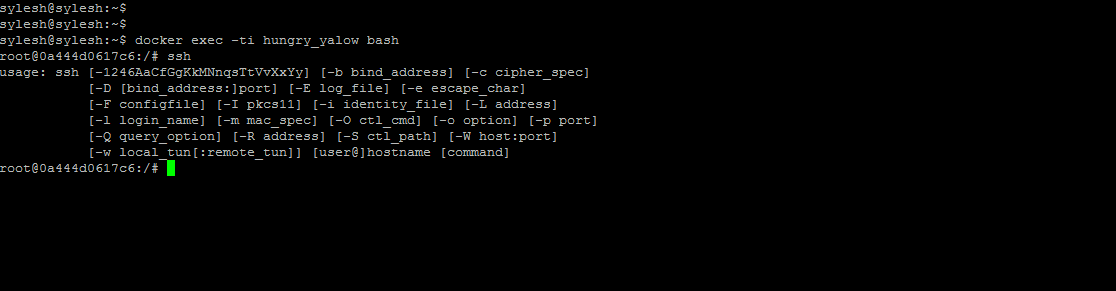 sylesh@sylesh:~$
sylesh@sylesh:~$
sylesh@sylesh:~$ docker exec -ti hungry_yalow bash
root@0a444d0617c6:/# ssh
usage: ssh [-1246AaCfGgKkMNnqsTtVvXxYy] [-b bind_address] [-c cipher_spec]
           [-D [bind_address:]port] [-E log_file] [-e escape_char]
           [-F configfile] [-I pkcs11] [-i identity_file] [-L address]
           [-l login_name] [-m mac_spec] [-O ctl_cmd] [-o option] [-p port]
           [-Q query_option] [-R address] [-S ctl_path] [-W host:port]
           [-w local_tun[:remote_tun]] [user@]hostname [command]
root@0a444d0617c6:/#